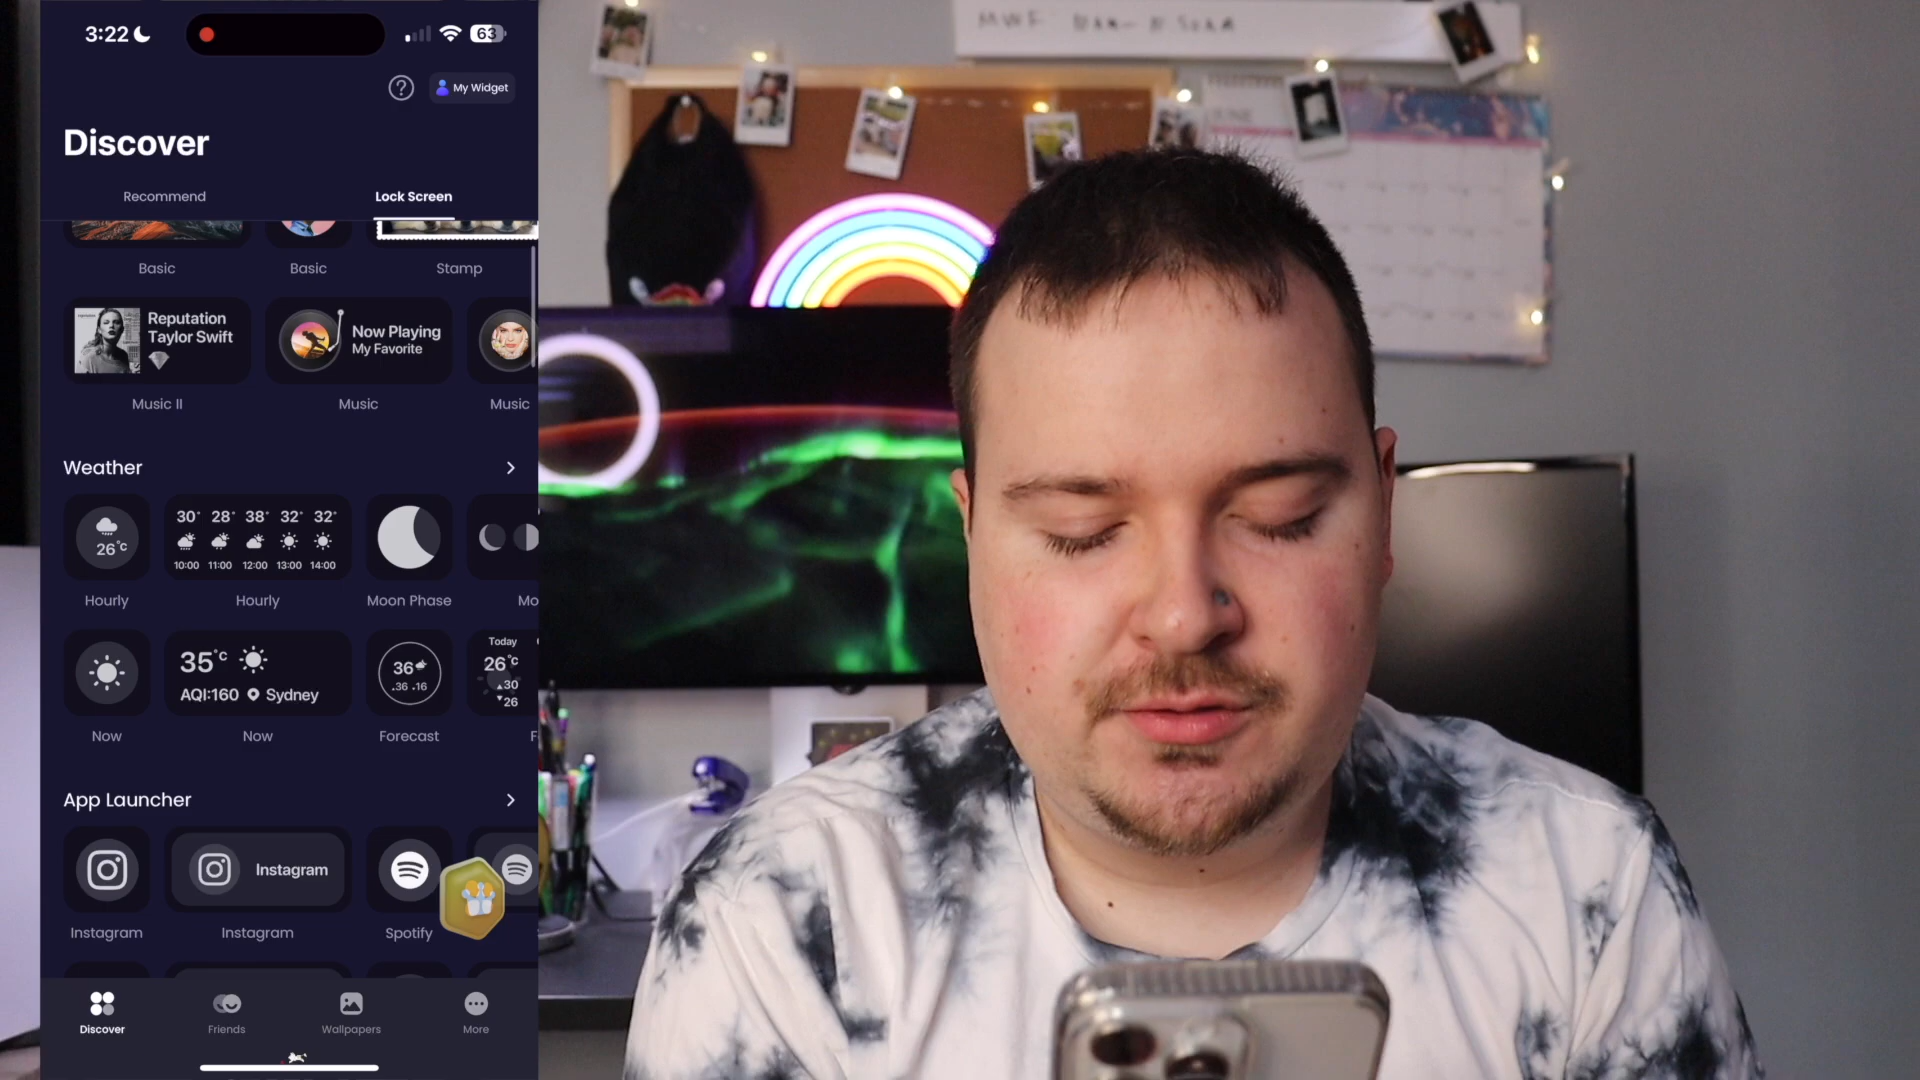 3:22
63
My Widget
Discover
Recommend
Lock Screen
Basic
Basic
Stamp
Reputation
Taylor Swift
Now Playing
My Favorite
Music II
Music
Music
Weather
26°c
30° 28° 38° 32° 32°
10:00 11:00 12:00 13:00 14:00
Hourly
Hourly
Moon Phase
Mo
35°c
AQI:160 Sydney
36
36 16
Today
26°c
▲30
▼26
Now
Now
Forecast
F
App Launcher
Instagram
Instagram
Instagram
Spotify
Discover
Friends
Wallpapers
More
JUNE
MWF